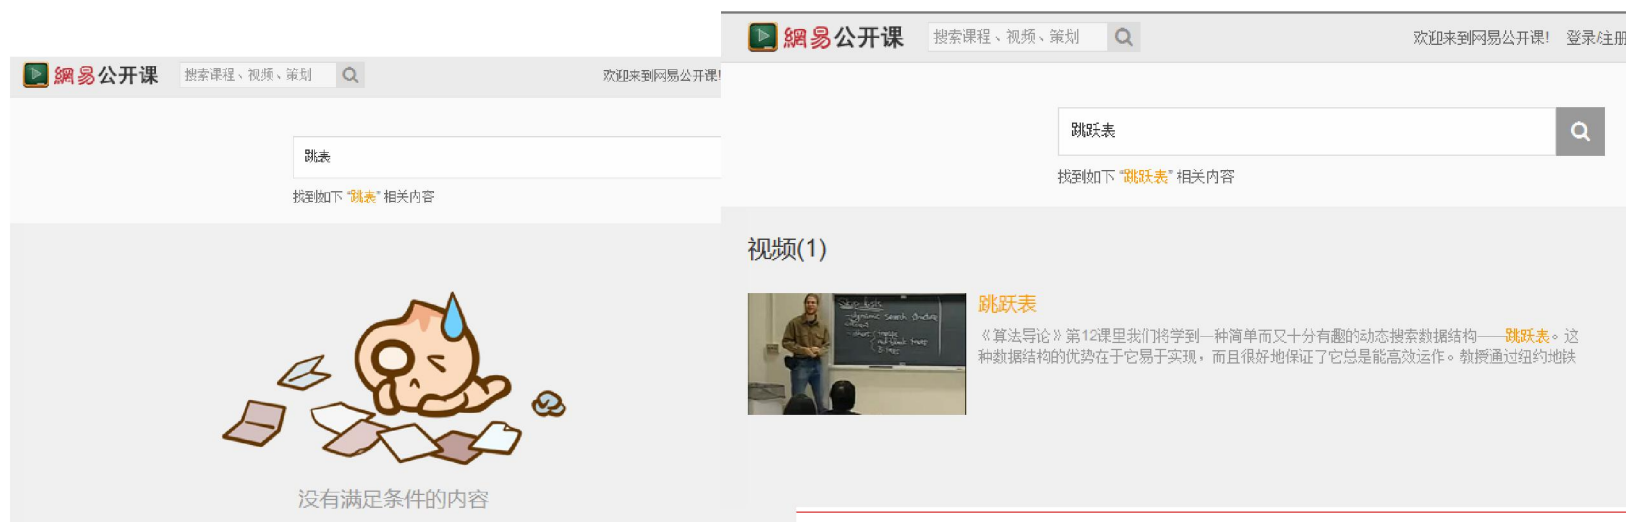 網易公开课
搜索课程、视频、策划
欢迎来到网易公开课!
跳表
找到如下 “跳表” 相关内容
没有满足条件的内容
網易公开课
搜索课程、视频、策划
欢迎来到网易公开课! 登录/注册
跳跃表
找到如下 “跳跃表” 相关内容
视频(1)
Skip lists
-dynamic search structure
跳跃表
《算法导论》第12课里我们将学到一种简单而又十分有趣的动态搜索数据结构——跳跃表。这
种数据结构的优势在于它易于实现，而且很好地保证了它总是能高效运作。教授通过纽约地铁